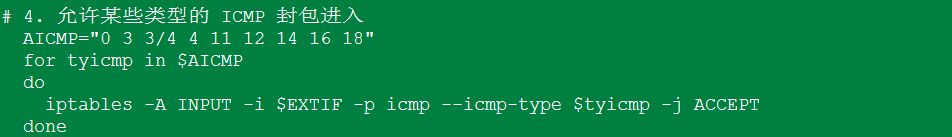 # 4. 允许某些类型的 ICMP 封包进入
AICMP="0 3 3/4 4 11 12 14 16 18"
for tyicmp in $AICMP
do
iptables -A INPUT -i $EXTIF -p icmp --icmp-type $tyicmp -j ACCEPT
done